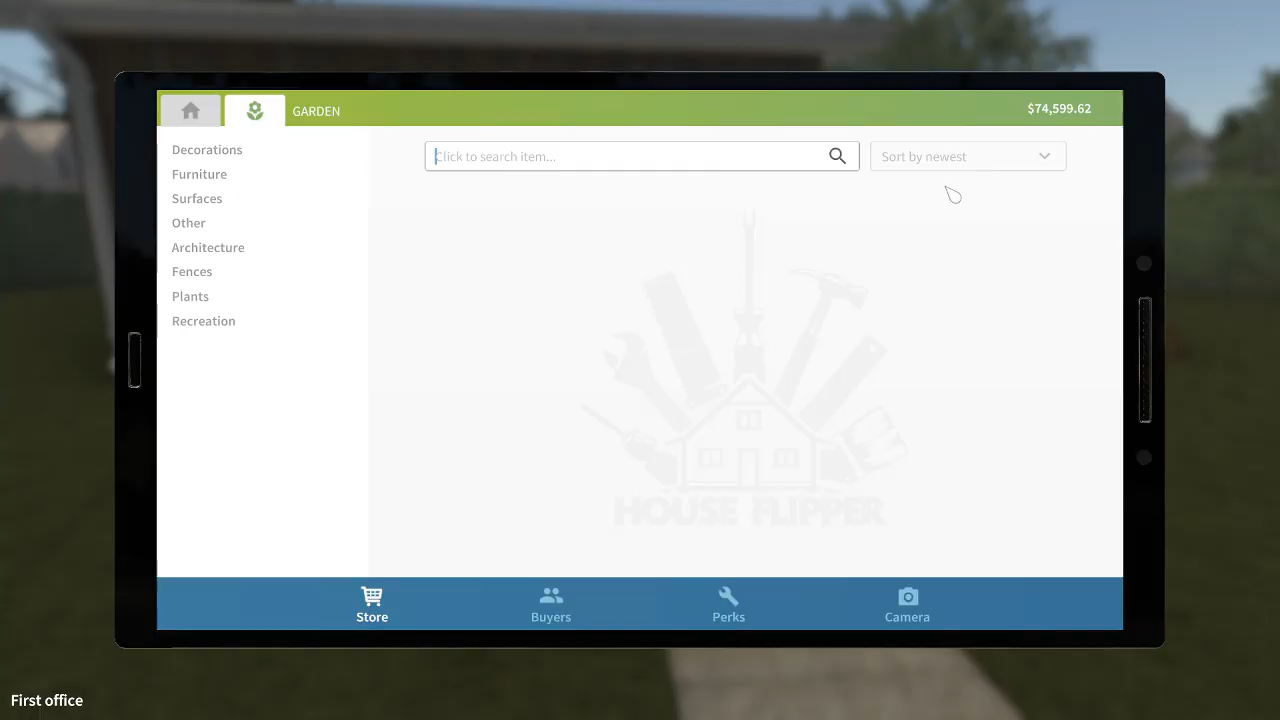 GARDEN
$74,599.62
Click to search item...
Sort by newest
Decorations
Furniture
Surfaces
Other
Architecture
Fences
Plants
Recreation
HOUSE FLIPPER
Store
Buyers
Perks
Camera
First office